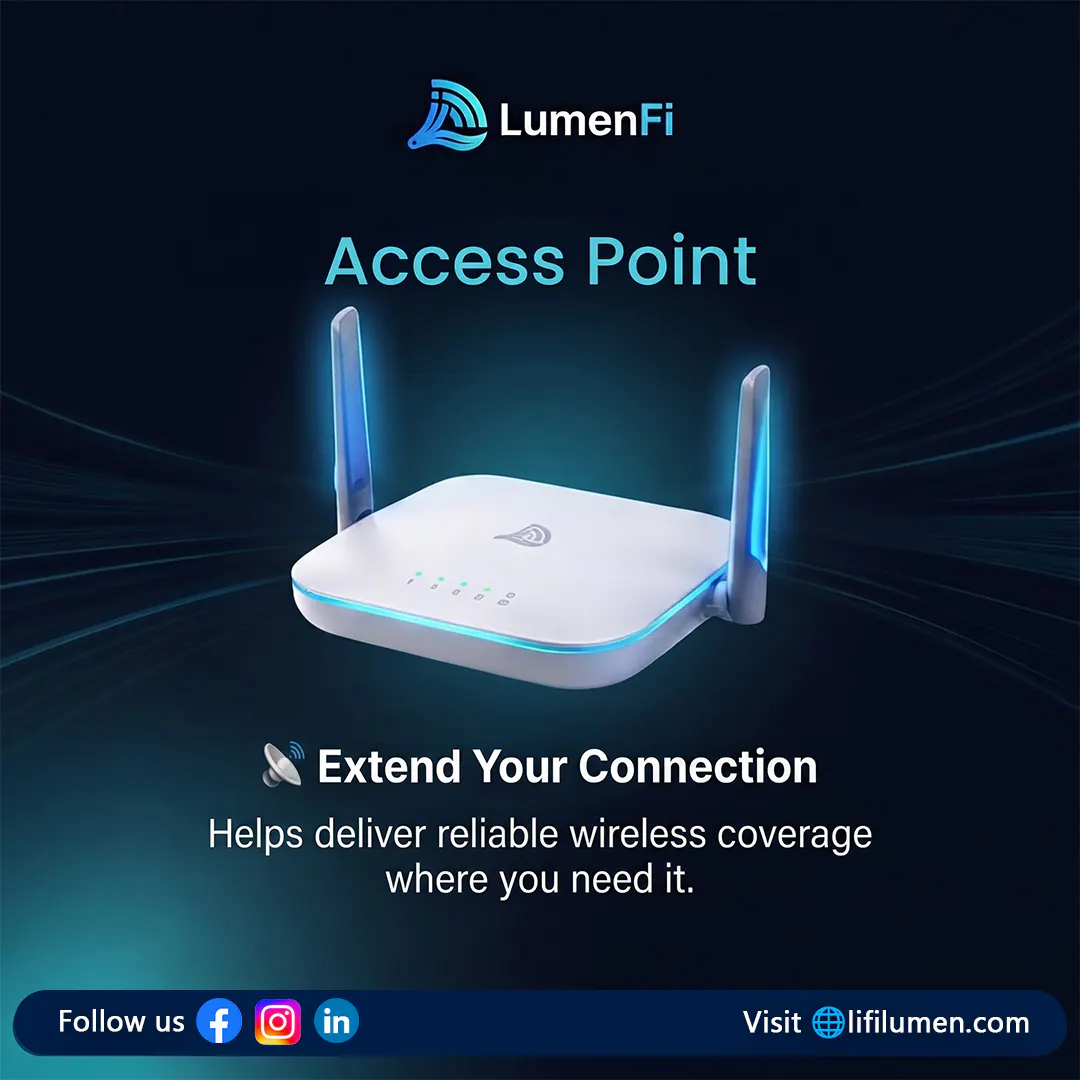 LumenFi
Access Point
Extend Your Connection
Helps deliver reliable wireless coverage
where you need it.
Follow us
Visit lifilumen.com